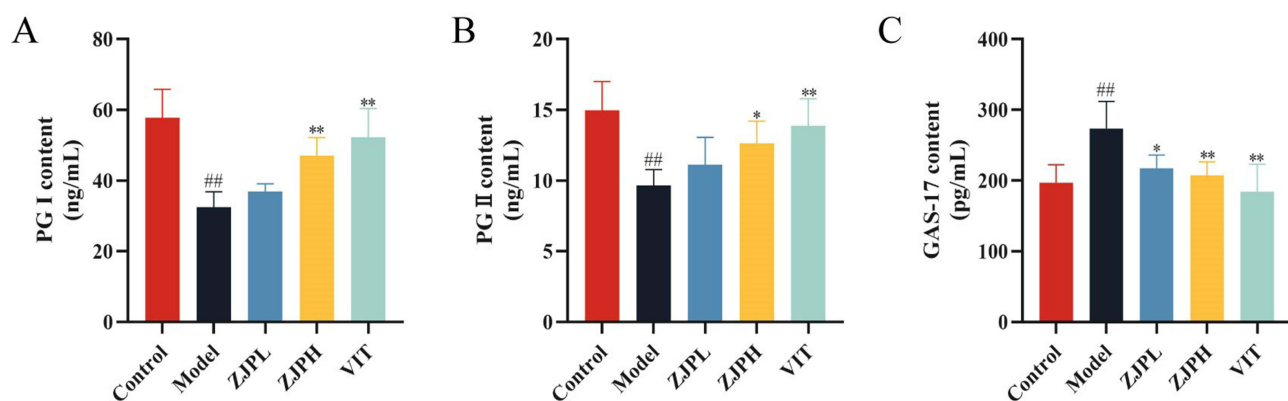 A
PG I content
(ng/mL)
80
60
40
20
0
##
**
**
Control
Model
ZJPL
ZJPH
VIT
B
PG Ⅱ content
(ng/mL)
20
15
10
5
0
##
*
**
Control
Model
ZJPL
ZJPH
VIT
C
GAS-17 content
(pg/mL)
400
300
200
100
0
##
*
**
**
Control
Model
ZJPL
ZJPH
VIT